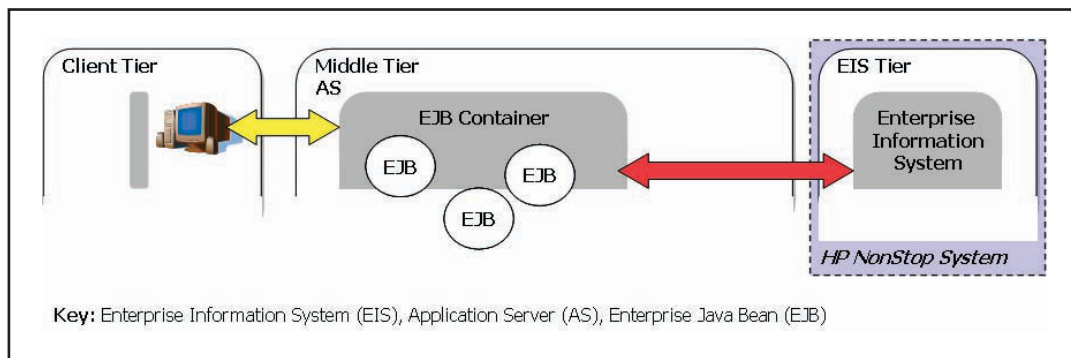 Client Tier
Middle Tier
AS
EJB Container
EJB
EJB
EJB
EIS Tier
Enterprise
Information
System
HP NonStop System
Key: Enterprise Information System (EIS), Application Server (AS), Enterprise Java Bean (EJB)